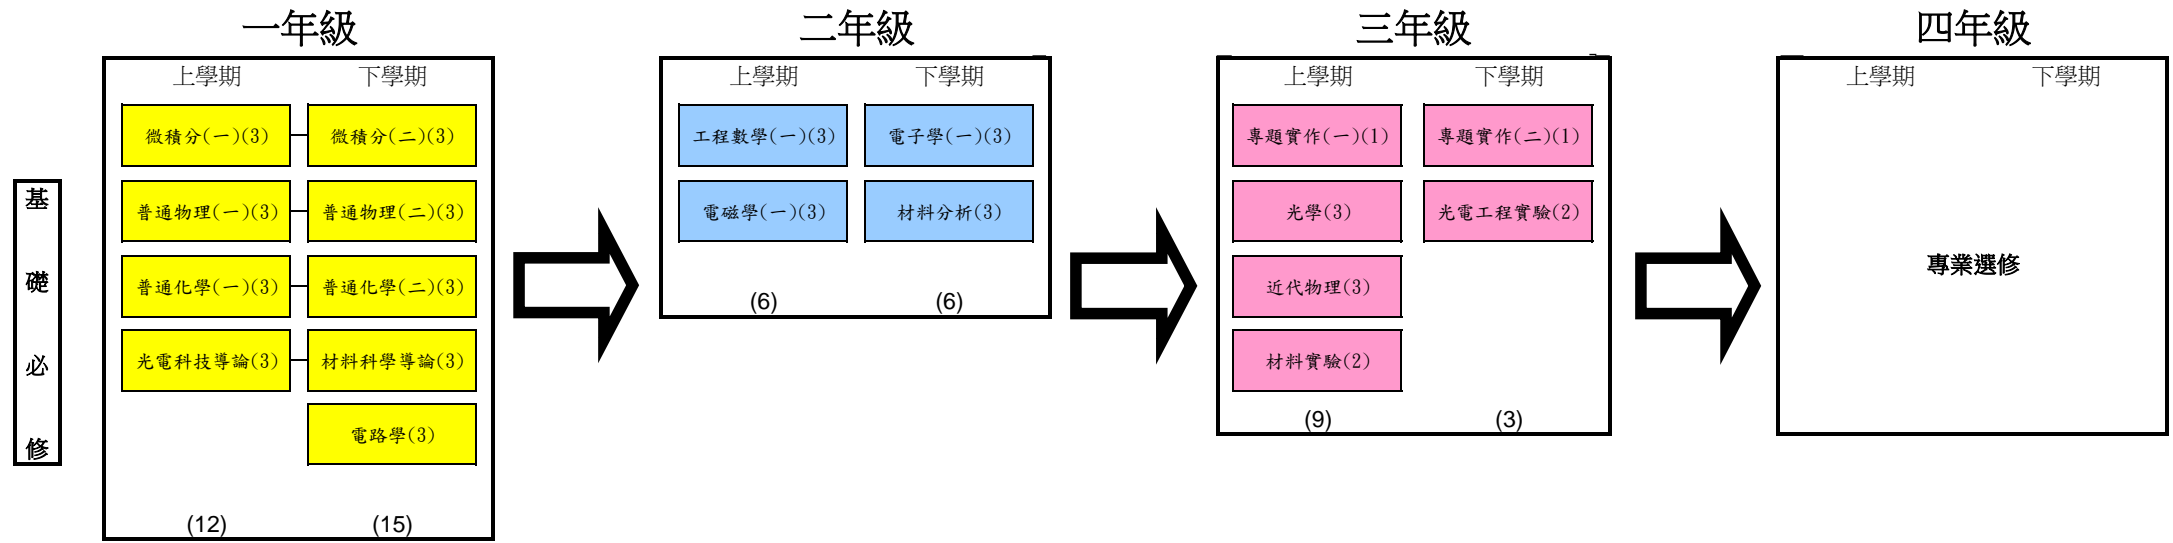 一年級
二年級
三年級
四年級
上學期 下學期
上學期 下學期
上學期 下學期
上學期 下學期
微積分(一)(3) 微積分(二)(3)
工程數學(一)(3) 電子學(一)(3)
專題實作(一)(1) 專題實作(二)(1)
基礎必修
普通物理(一)(3) 普通物理(二)(3)
電磁學(一)(3) 材料分析(3)
光學(3) 光電工程實驗(2)
專業選修
普通化學(一)(3) 普通化學(二)(3)
(6) (6)
近代物理(3)
光電科技導論(3) 材料科學導論(3)
材料實驗(2)
(9) (3)
電路學(3)
(12) (15)